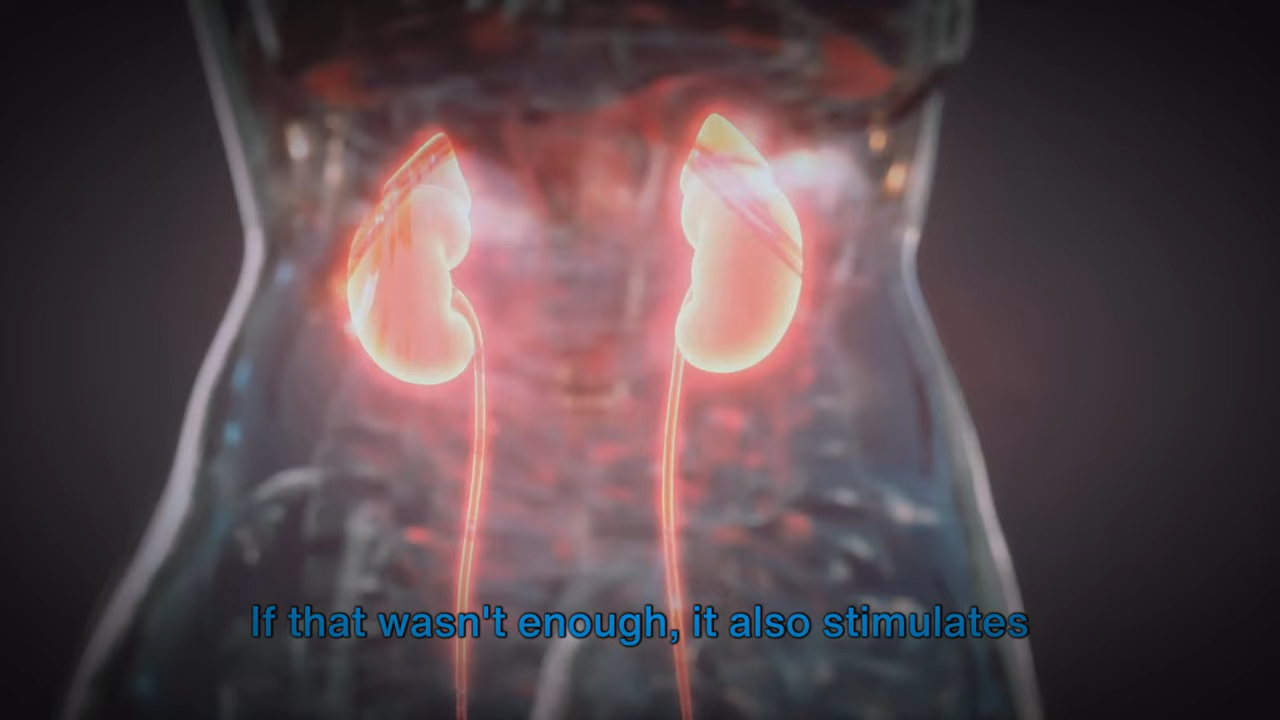 If that wasn't enough, it also stimulates